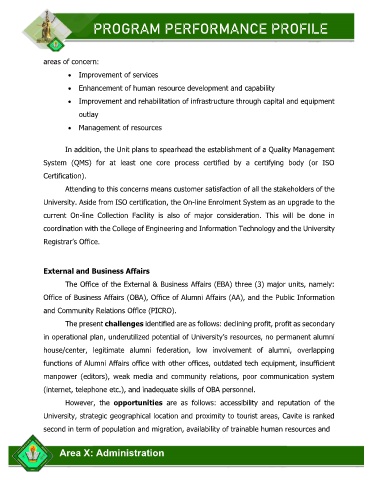 PROGRAM PERFORMANCE PROFILE
areas of concern:
• Improvement of services
• Enhancement of human resource development and capability
• Improvement and rehabilitation of infrastructure through capital and equipment
outlay
• Management of resources
In addition, the Unit plans to spearhead the establishment of a Quality Management
System (QMS) for at least one core process certified by a certifying body (or ISO
Certification).
Attending to this concerns means customer satisfaction of all the stakeholders of the
University. Aside from ISO certification, the On-line Enrolment System as an upgrade to the
current On-line Collection Facility is also of major consideration. This will be done in
coordination with the College of Engineering and Information Technology and the University
Registrar's Office.
External and Business Affairs
The Office of the External & Business Affairs (EBA) three (3) major units, namely:
Office of Business Affairs (OBA), Office of Alumni Affairs (AA), and the Public Information
and Community Relations Office (PICRO).
The present challenges identified are as follows: declining profit, profit as secondary
in operational plan, underutilized potential of University's resources, no permanent alumni
house/center, legitimate alumni federation, low involvement of alumni, overlapping
functions of Alumni Affairs office with other offices, outdated tech equipment, insufficient
manpower (editors), weak media and community relations, poor communication system
(internet, telephone etc.), and inadequate skills of OBA personnel.
However, the opportunities are as follows: accessibility and reputation of the
University, strategic geographical location and proximity to tourist areas, Cavite is ranked
second in term of population and migration, availability of trainable human resources and
Area X: Administration